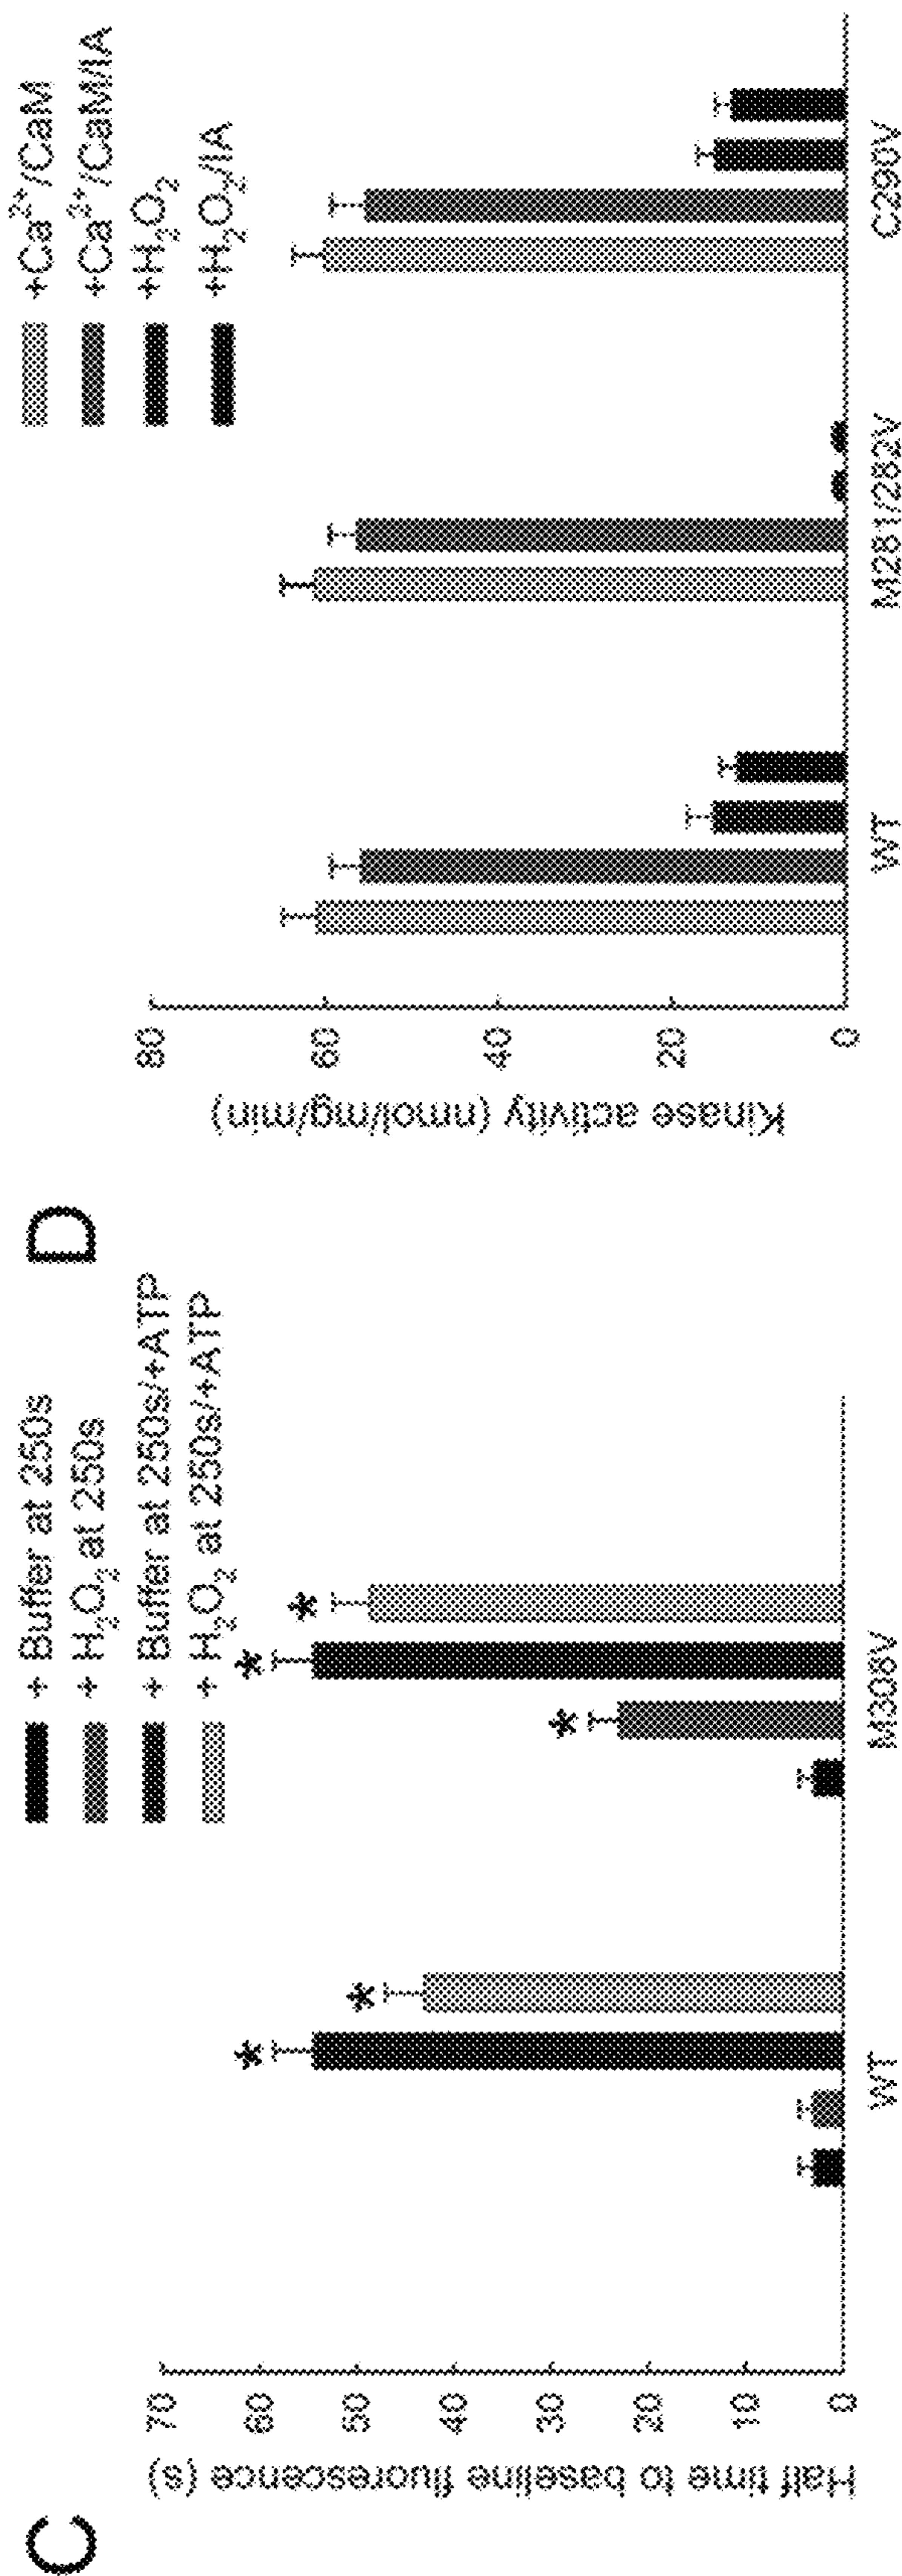 C
+ Buffer at 250s
+ H2O2 at 250s
+ Buffer at 250s/+ATP
+ H2O2 at 250s/+ATP
Half time to baseline fluorescence (s)
70
60
50
40
30
20
10
0
*
*
*
*
*
WT
M308V
D
+Ca2+/CaM
+Ca2+/CaM/IA
+H2O2
+H2O2/IA
Kinase activity (nmol/mg/min)
80
60
40
20
0
WT
M281/282V
C290V